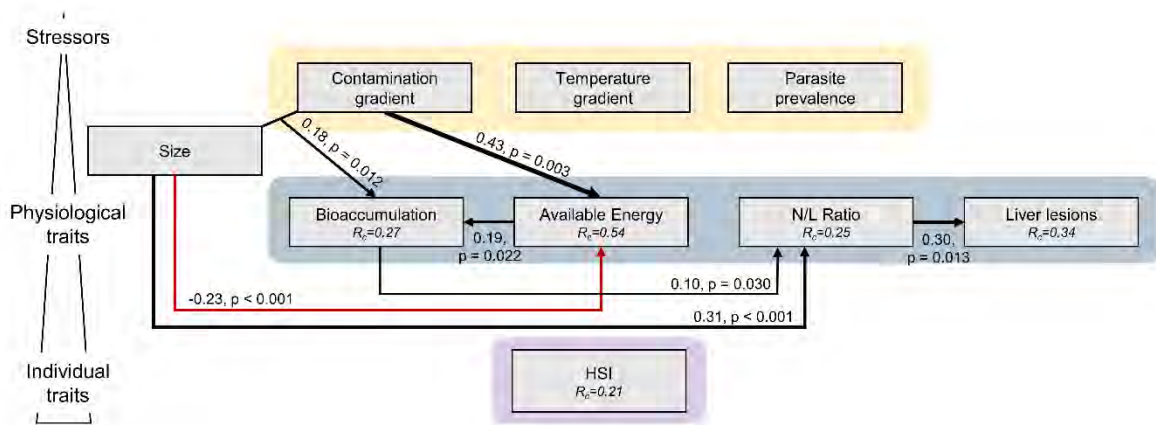 Stressors
Contamination
gradient
Temperature
gradient
Parasite
prevalence
Size
0.18, p = 0.012
0.43, p = 0.003
Physiological
traits
Bioaccumulation
Rc=0.27
Available Energy
Rc=0.54
N/L Ratio
Rc=0.25
Liver lesions
Rc=0.34
0.19,
p = 0.022
0.30,
p = 0.013
0.10, p = 0.030
-0.23, p < 0.001
0.31, p < 0.001
Individual
traits
HSI
Rc=0.21